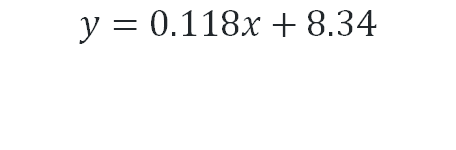 y = 0.118x + 8.34